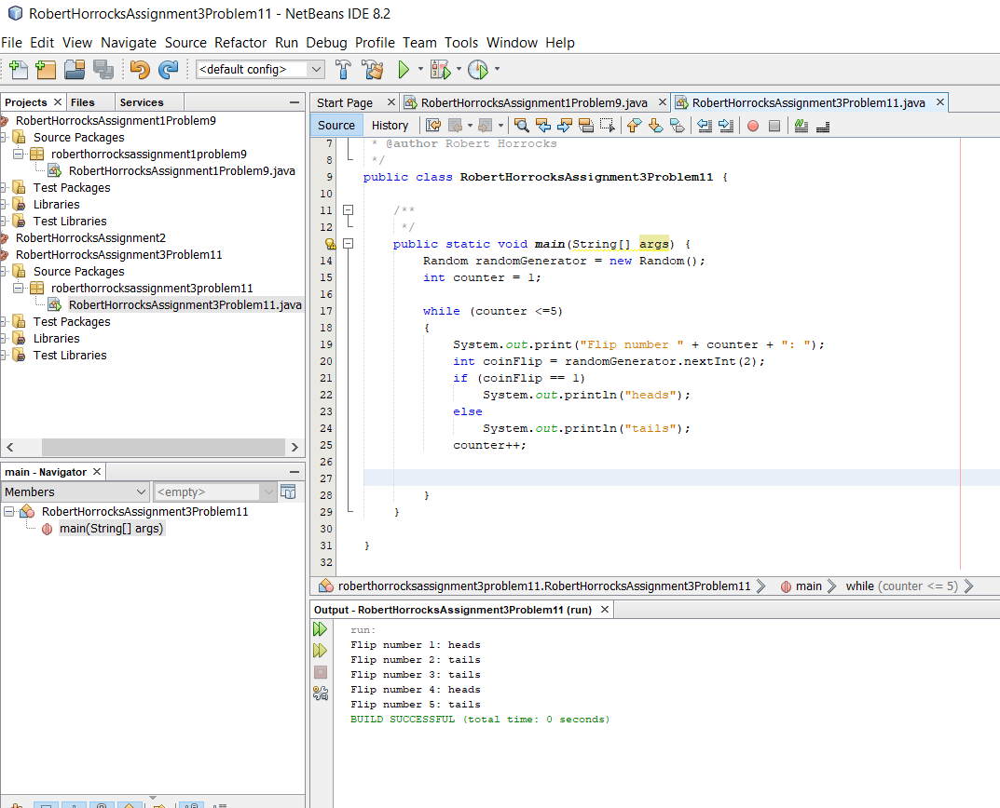 RobertHorrocksAssignment3Problem11 - NetBeans IDE 8.2
File Edit View Navigate Source Refactor Run Debug Profile Team Tools Window Help
<default config>
Projects Files Services
RobertHorrocksAssignment1Problem9
Source Packages
roberthorrocksassignment1problem9
RobertHorrocksAssignment1Problem9.java
Test Packages
Libraries
Test Libraries
RobertHorrocksAssignment2
RobertHorrocksAssignment3Problem11
Source Packages
roberthorrocksassignment3problem11
RobertHorrocksAssignment3Problem11.java
Test Packages
Libraries
Test Libraries
main - Navigator
Members <empty>
RobertHorrocksAssignment3Problem11
main(String[] args)
Start Page RobertHorrocksAssignment1Problem9.java RobertHorrocksAssignment3Problem11.java
Source History
7 * @author Robert Horrocks
8 */
9 public class RobertHorrocksAssignment3Problem11 {
10
11 /**
12 */
public static void main(String[] args) {
14 Random randomGenerator = new Random();
15 int counter = 1;
16
17 while (counter <=5)
18 {
19 System.out.print("Flip number " + counter + ": ");
20 int coinFlip = randomGenerator.nextInt(2);
21 if (coinFlip == 1)
22 System.out.println("heads");
23 else
24 System.out.println("tails");
25 counter++;
26
27
28 }
29 }
30
31 }
32
roberthorrocksassignment3problem11.RobertHorrocksAssignment3Problem11 main while (counter <= 5)
Output - RobertHorrocksAssignment3Problem11 (run)
run:
Flip number 1: heads
Flip number 2: tails
Flip number 3: tails
Flip number 4: heads
Flip number 5: tails
BUILD SUCCESSFUL (total time: 0 seconds)